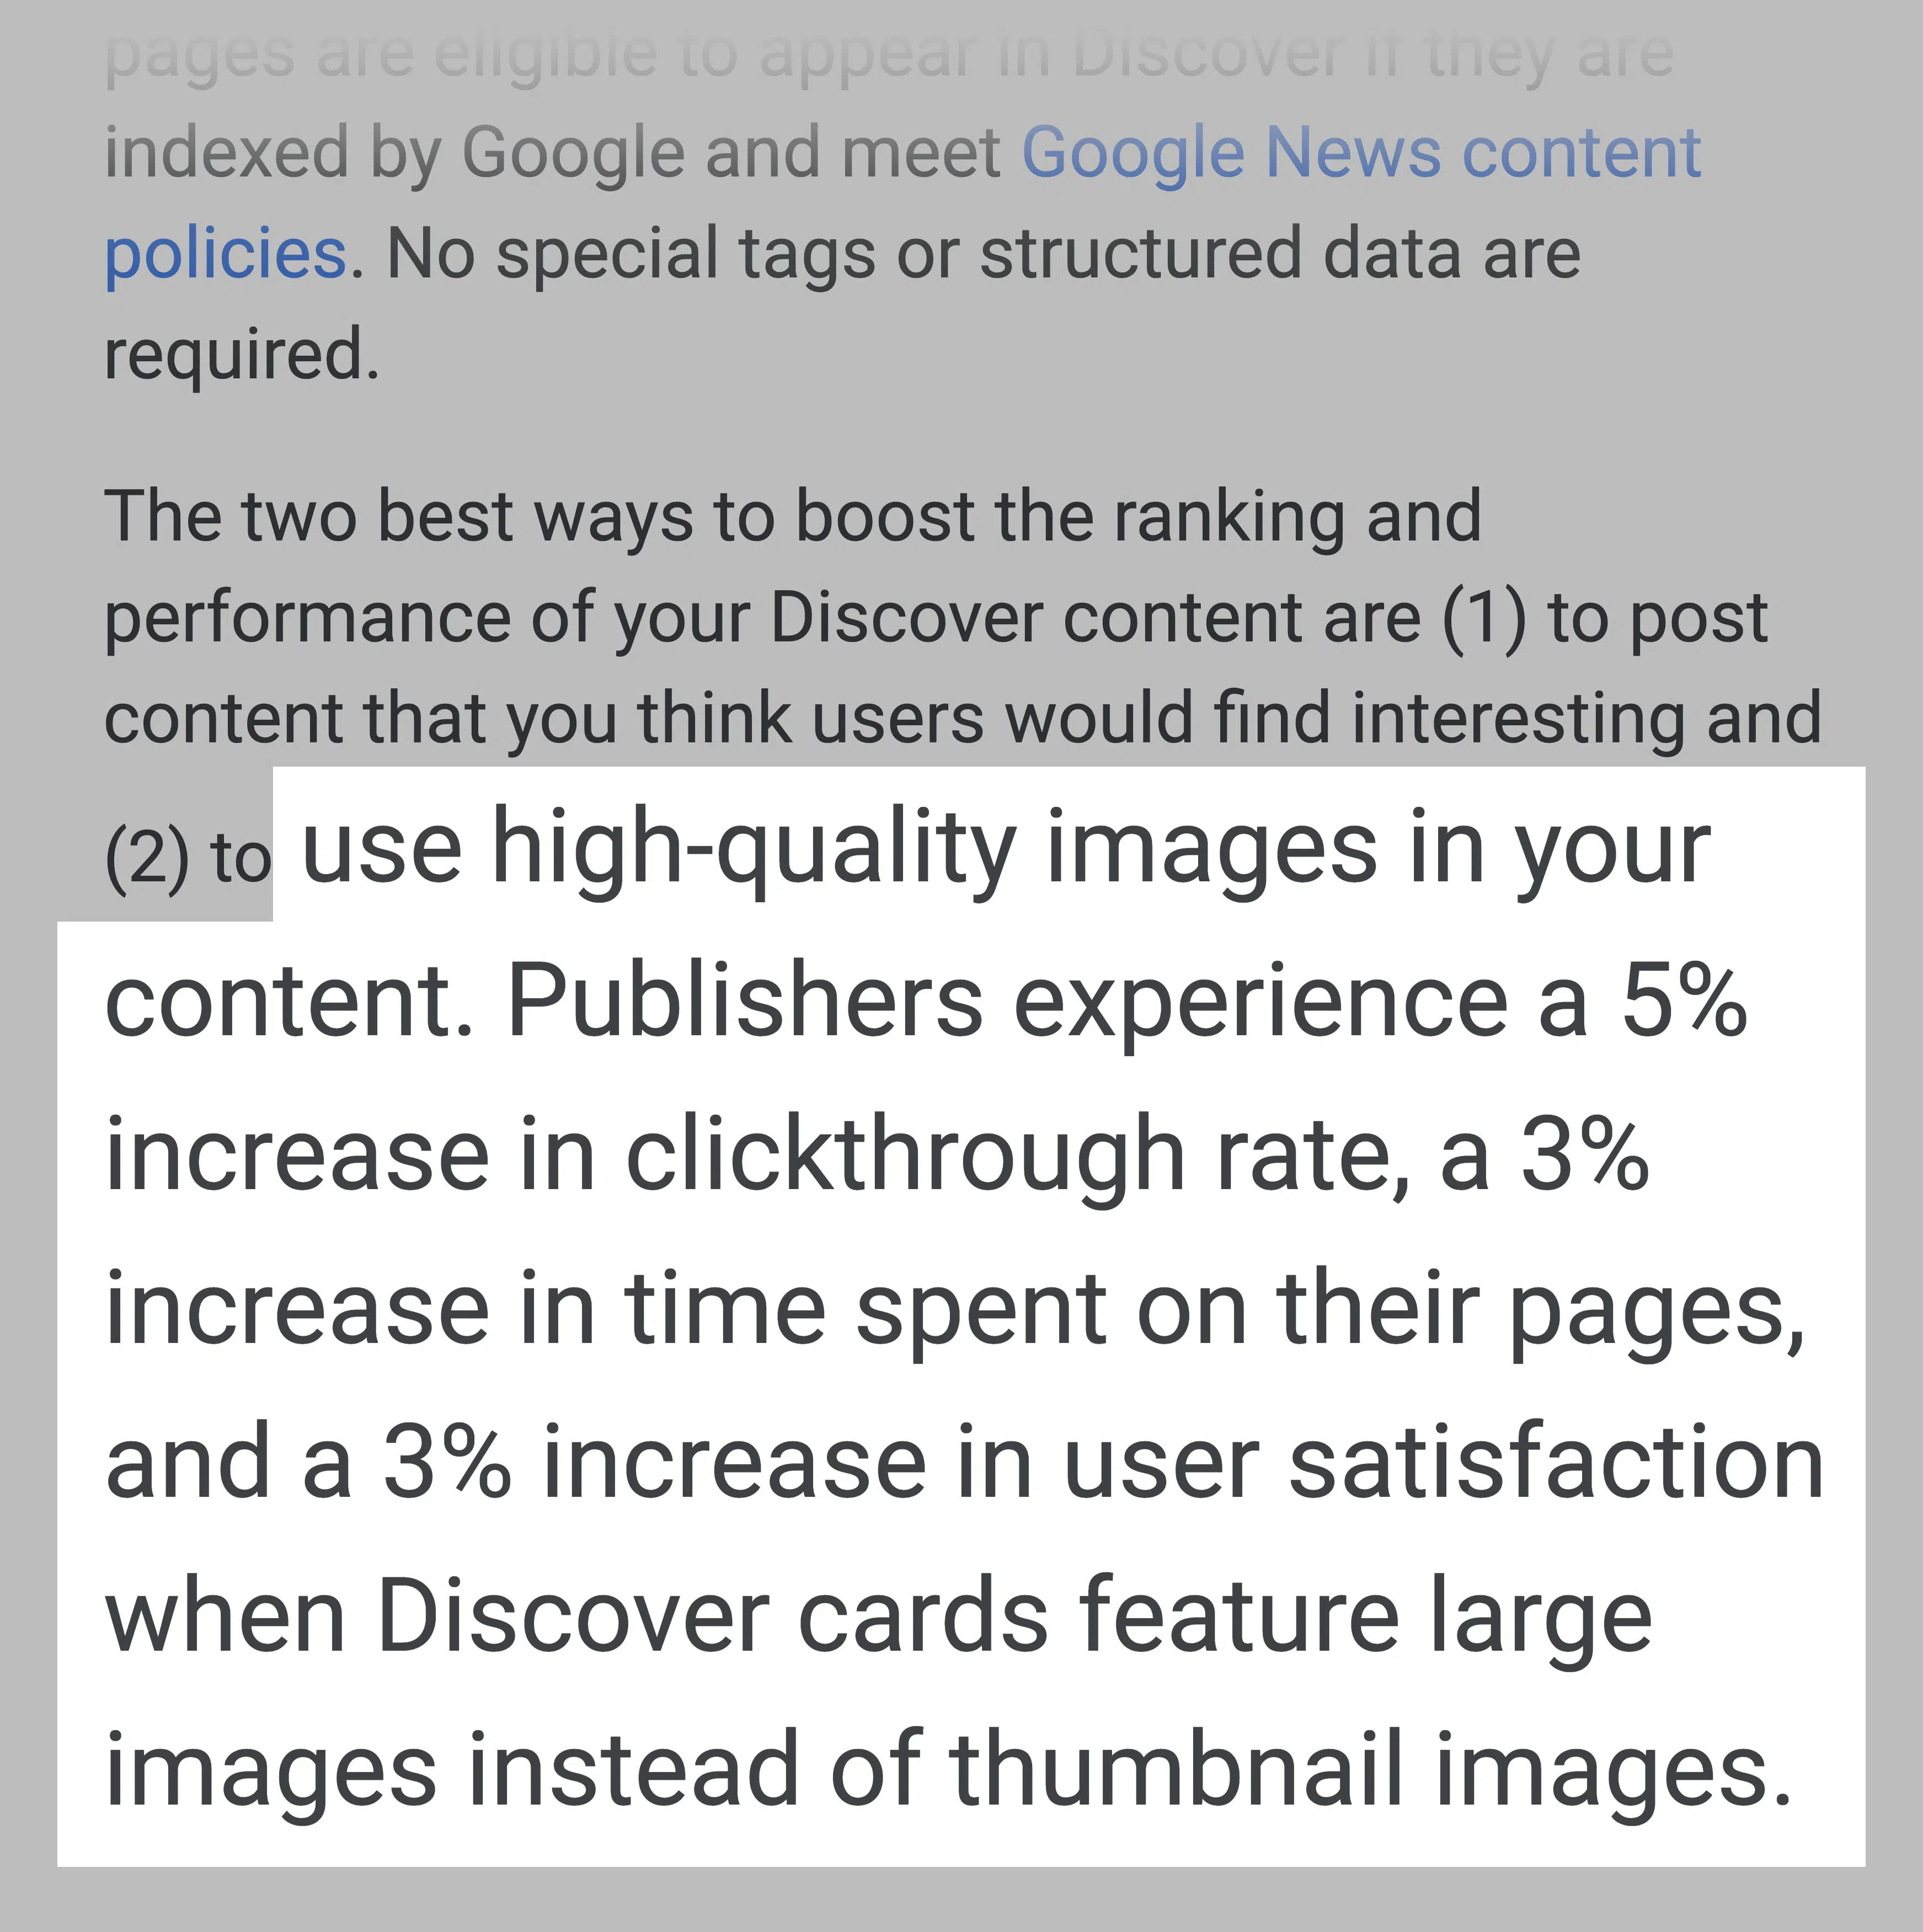 pages are eligible to appear in Discover if they are
indexed by Google and meet Google News content
policies. No special tags or structured data are
required.
The two best ways to boost the ranking and
performance of your Discover content are (1) to post
content that you think users would find interesting and
(2) to use high-quality images in your
content. Publishers experience a 5%
increase in clickthrough rate, a 3%
increase in time spent on their pages,
and a 3% increase in user satisfaction
when Discover cards feature large
images instead of thumbnail images.